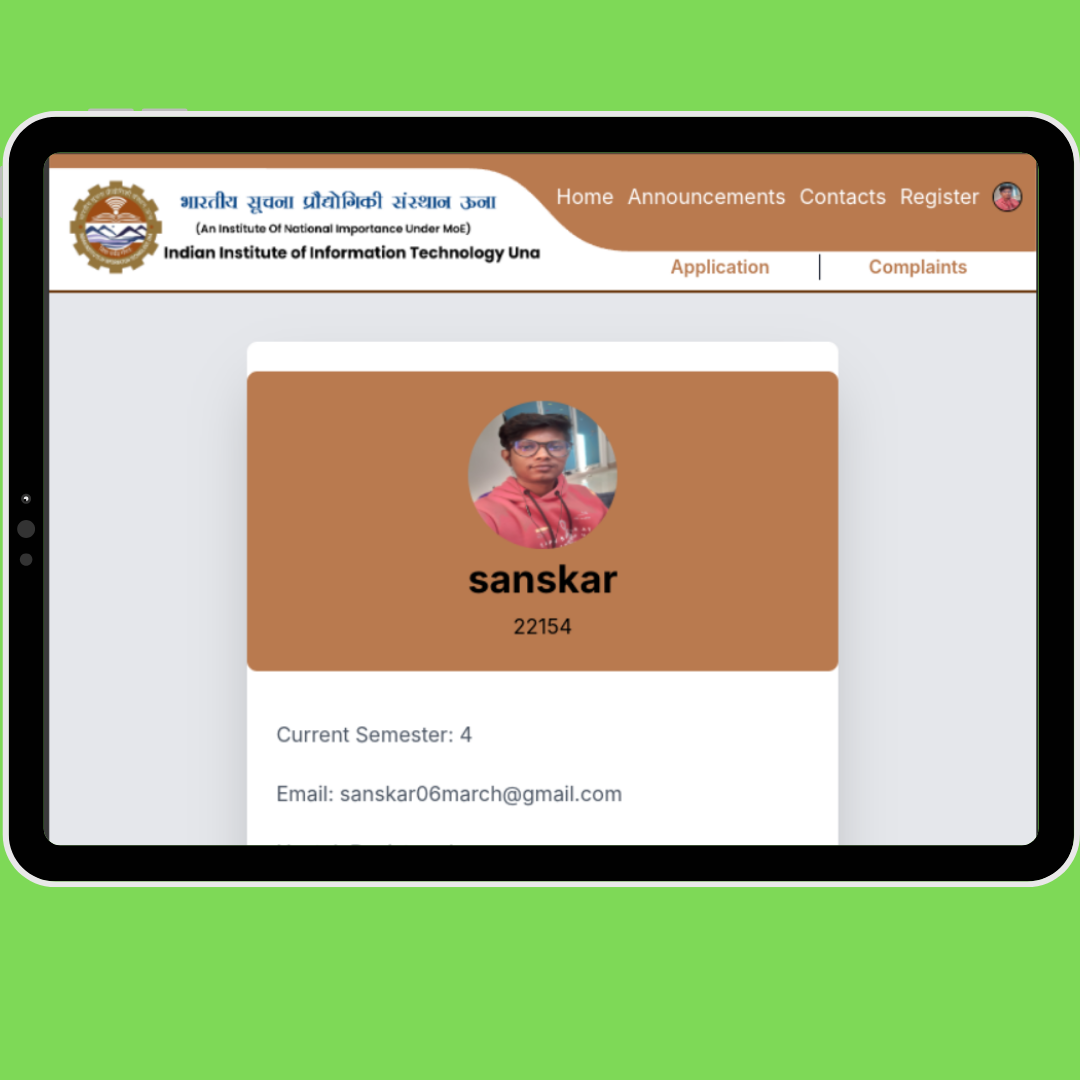 भारतीय सूचना प्रौद्योगिकी संस्थान ऊना
(An Institute Of National Importance Under MoE)
Indian Institute of Information Technology Una
Home Announcements Contacts Register
Application | Complaints
sanskar
22154
Current Semester: 4
Email: sanskar06march@gmail.com